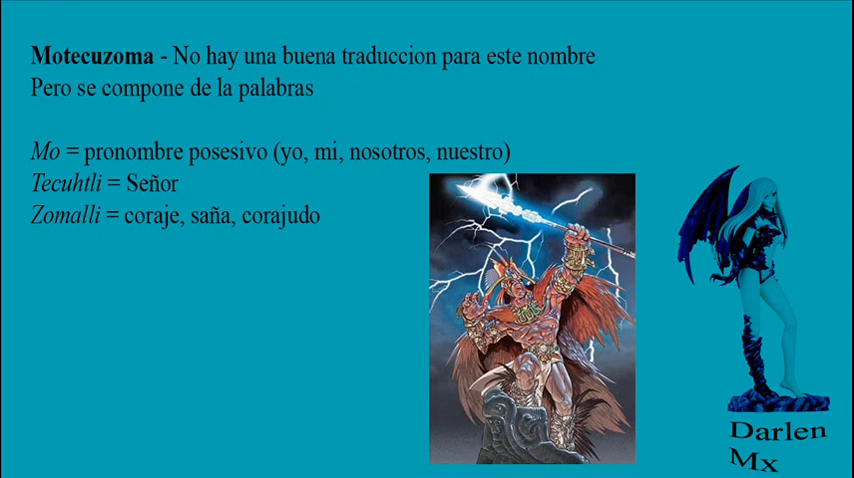 Motecuzoma - No hay una buena traduccion para este nombre
Pero se compone de la palabras
Mo = pronombre posesivo (yo, mi, nosotros, nuestro)
Tecuhtli = Señor
Zomalli = coraje, saña, corajudo
Darlen
Mx